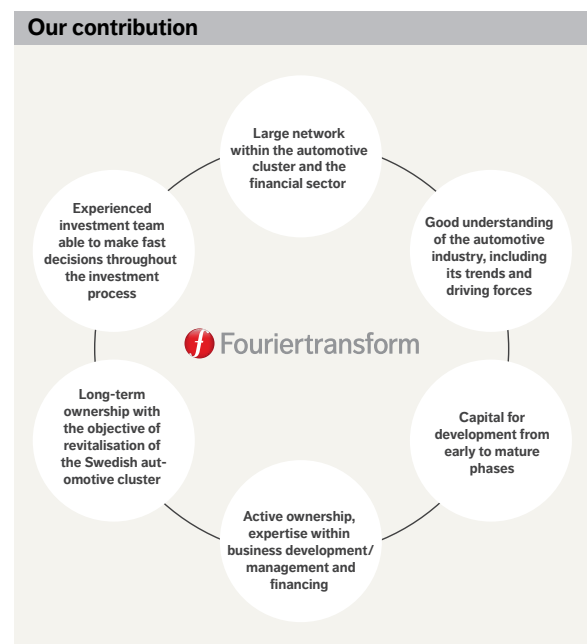 Our contribution
Large network
within the automotive
cluster and the
financial sector
Good understanding
of the automotive
industry, including
its trends and
driving forces
Capital for
development from
early to mature
phases
Active ownership,
expertise within
business development/
management and
financing
Long-term
ownership with
the objective of
revitalisation of
the Swedish aut-
omotive cluster
Experienced
investment team
able to make fast
decisions throughout
the investment
process
f Fouriertransform